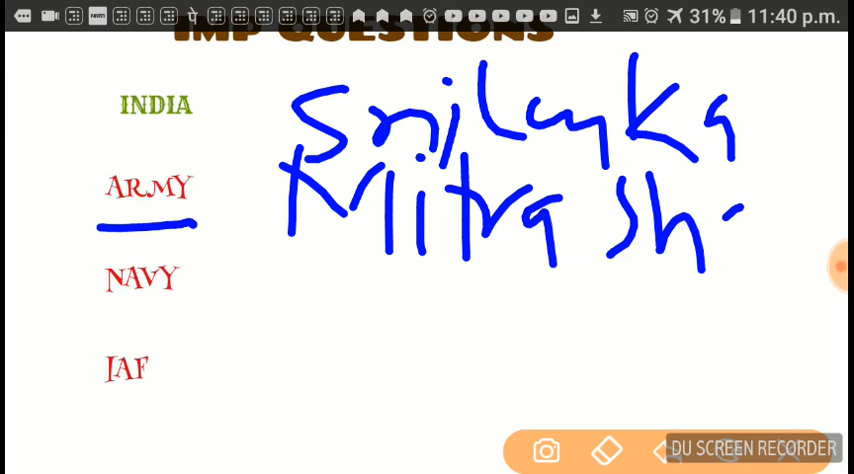 31% 11:40 p.m.
IMP QUESTIONS
INDIA
Srilanka
ARMY
Mitra Sh
NAVY
IAF
DU SCREEN RECORDER